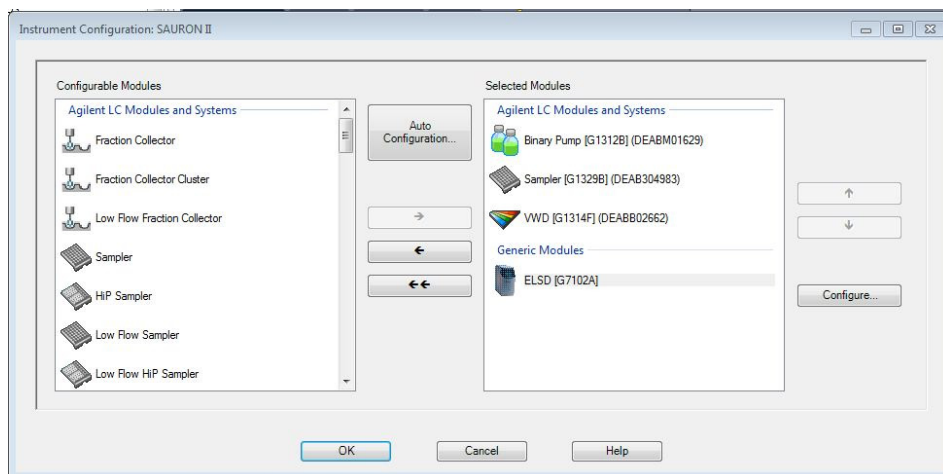 Instrument Configuration: SAURON II
Configurable Modules
Agilent LC Modules and Systems
Fraction Collector
Fraction Collector Cluster
Low Flow Fraction Collector
Sampler
HiP Sampler
Low Flow Sampler
Low Flow HiP Sampler
Auto
Configuration...
Selected Modules
Agilent LC Modules and Systems
Binary Pump [G1312B] (DEABM01629)
Sampler [G1329B] (DEAB304983)
VWD [G1314F] (DEABB02662)
Generic Modules
ELSD [G7102A]
Configure...
OK
Cancel
Help